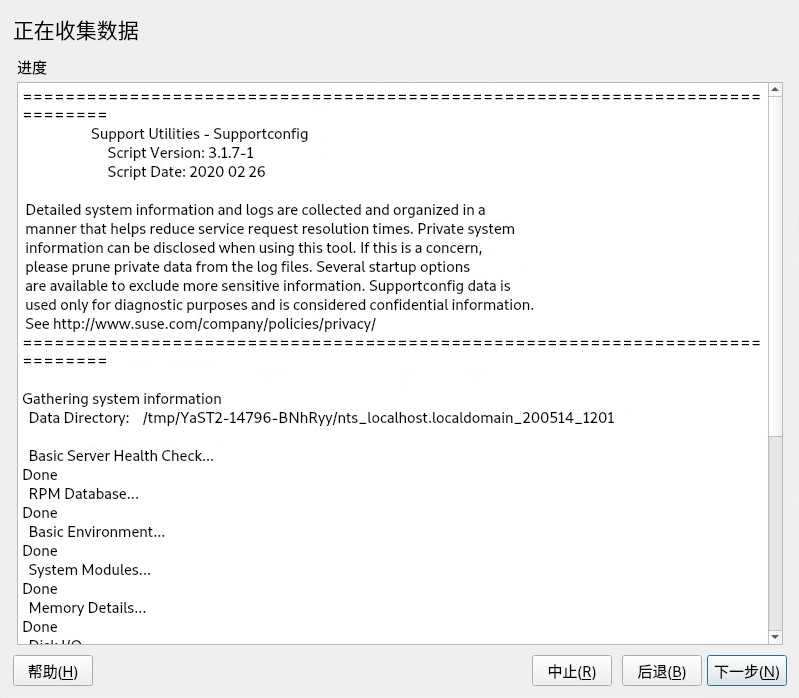 正在收集数据
进度
=====================================================================
========
Support Utilities - Supportconfig
Script Version: 3.1.7-1
Script Date: 2020 02 26
Detailed system information and logs are collected and organized in a
manner that helps reduce service request resolution times. Private system
information can be disclosed when using this tool. If this is a concern,
please prune private data from the log files. Several startup options
are available to exclude more sensitive information. Supportconfig data is
used only for diagnostic purposes and is considered confidential information.
See http://www.suse.com/company/policies/privacy/
=====================================================================
========
Gathering system information
Data Directory: /tmp/YaST2-14796-BNhRyy/nts_localhost.localdomain_200514_1201
Basic Server Health Check...
Done
RPM Database...
Done
Basic Environment...
Done
System Modules...
Done
Memory Details...
Done
Disk I/O
帮助(H)
中止(R)
后退(B)
下一步(N)